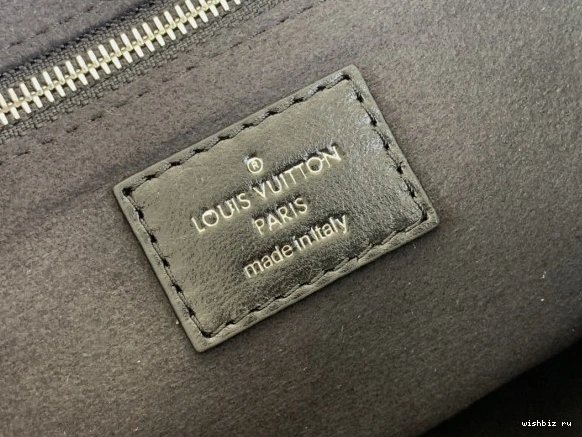 ®
LOUIS VUITTON
PARIS
made in Italy
wishbiz ru